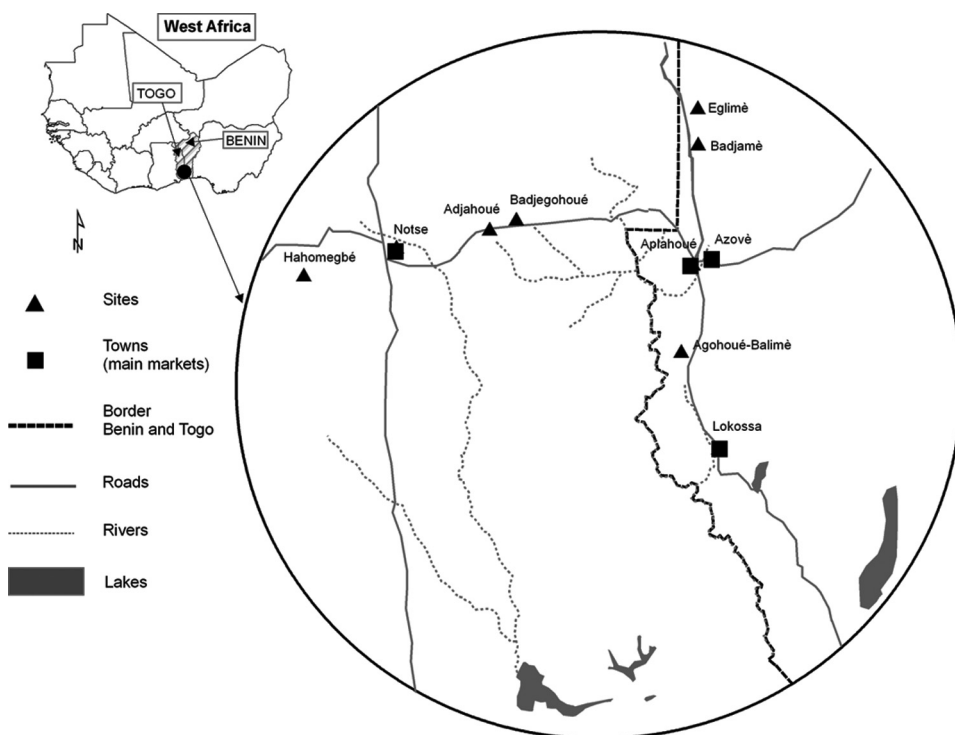 West Africa
TOGO
BENIN
N
Eglimè
Badjamè
Badjegohoué
Adjahoué
Notse
Aplahoué
Azovè
Hahomegbé
Agohoué-Balimè
Lokossa
Sites
Towns
(main markets)
Border
Benin and Togo
Roads
Rivers
Lakes